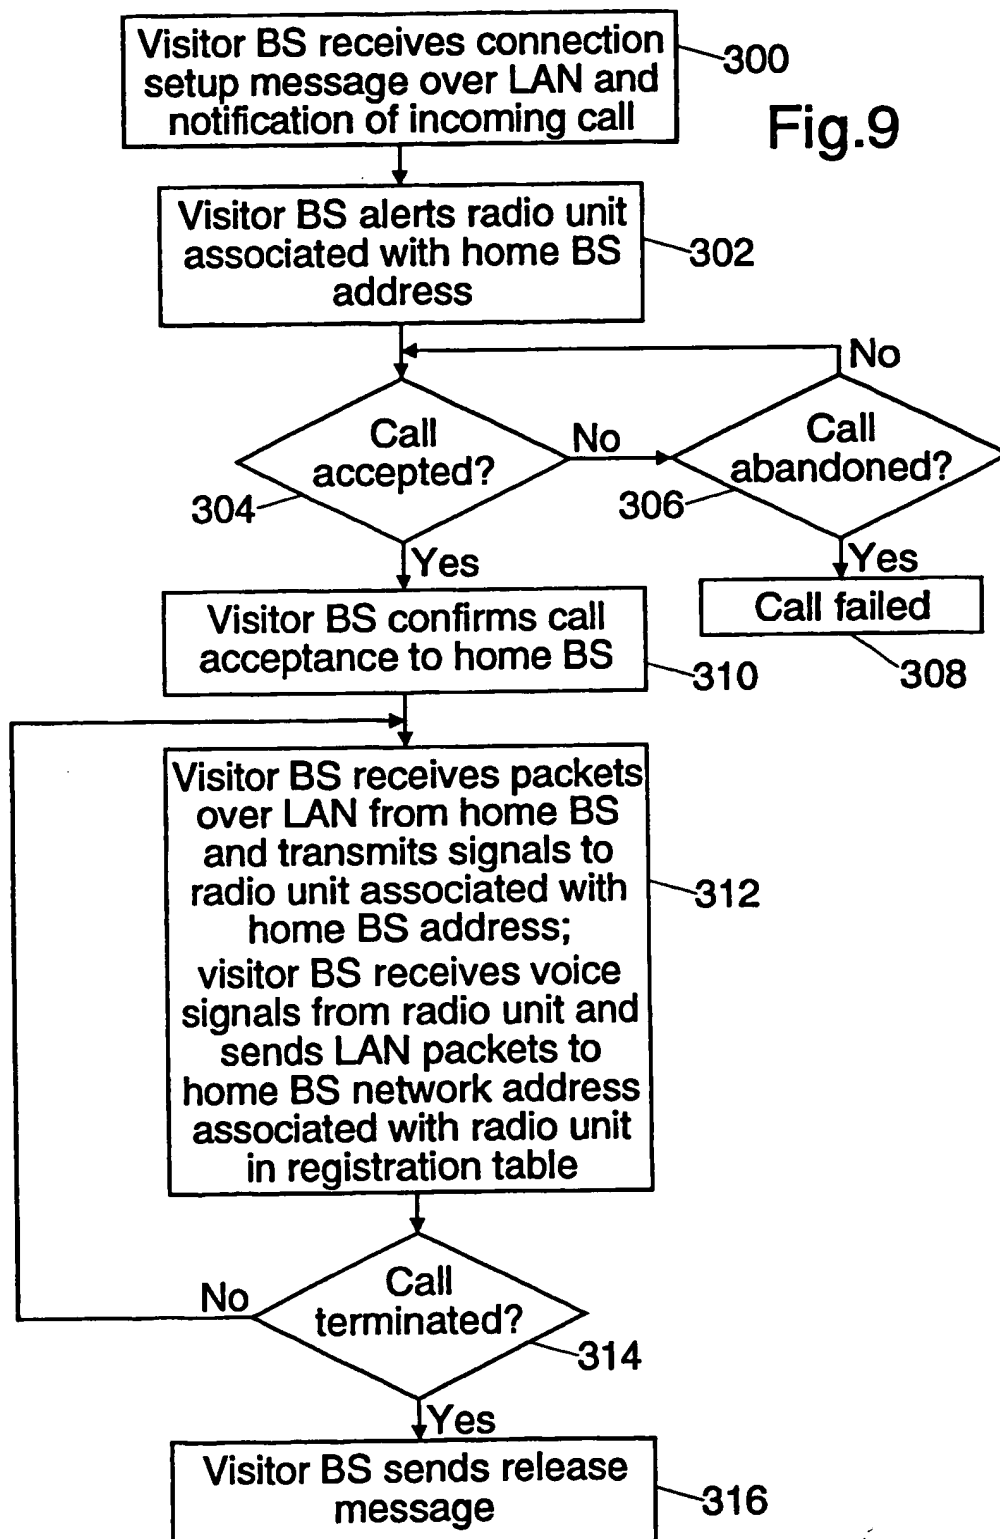 Visitor BS receives connection
setup message over LAN and
notification of incoming call
300
Fig.9
Visitor BS alerts radio unit
associated with home BS
address
302
No
Call
accepted?
304
No
Call
abandoned?
306
Yes
Yes
Visitor BS confirms call
acceptance to home BS
310
Call failed
308
Visitor BS receives packets
over LAN from home BS
and transmits signals to
radio unit associated with
home BS address;
visitor BS receives voice
signals from radio unit and
sends LAN packets to
home BS network address
associated with radio unit
in registration table
312
No
Call
terminated?
314
Yes
Visitor BS sends release
message
316